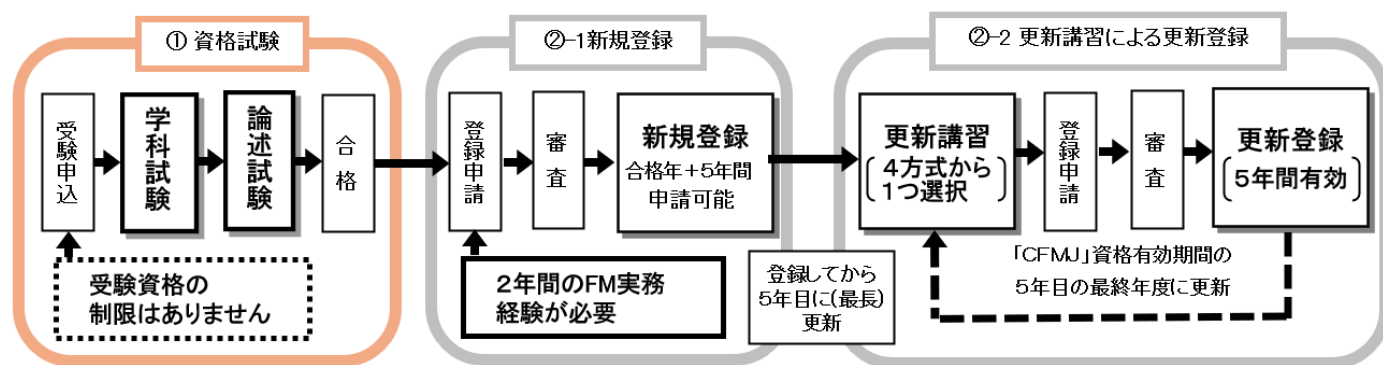 ① 資格試験
受験申込
学科試験
論述試験
合格
受験資格の
制限はありません
②-1新規登録
登録申請
審査
新規登録
合格年＋5年間
申請可能
2年間のFM実務
経験が必要
登録してから
5年目に(最長)
更新
②-2 更新講習による更新登録
更新講習
4方式から
1つ選択
登録申請
審査
更新登録
5年間有効
「CFMJ」資格有効期間の
5年目の最終年度に更新